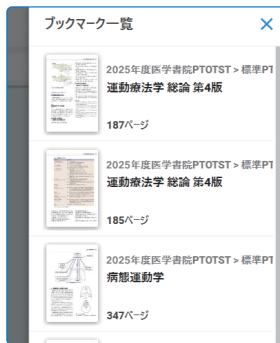 ブックマーク一覧
2025年度医学書院PTOTST > 標準PT
運動療法学 総論 第4版
187ページ
2025年度医学書院PTOTST > 標準PT
運動療法学 総論 第4版
185ページ
2025年度医学書院PTOTST > 標準PT
病態運動学
347ページ